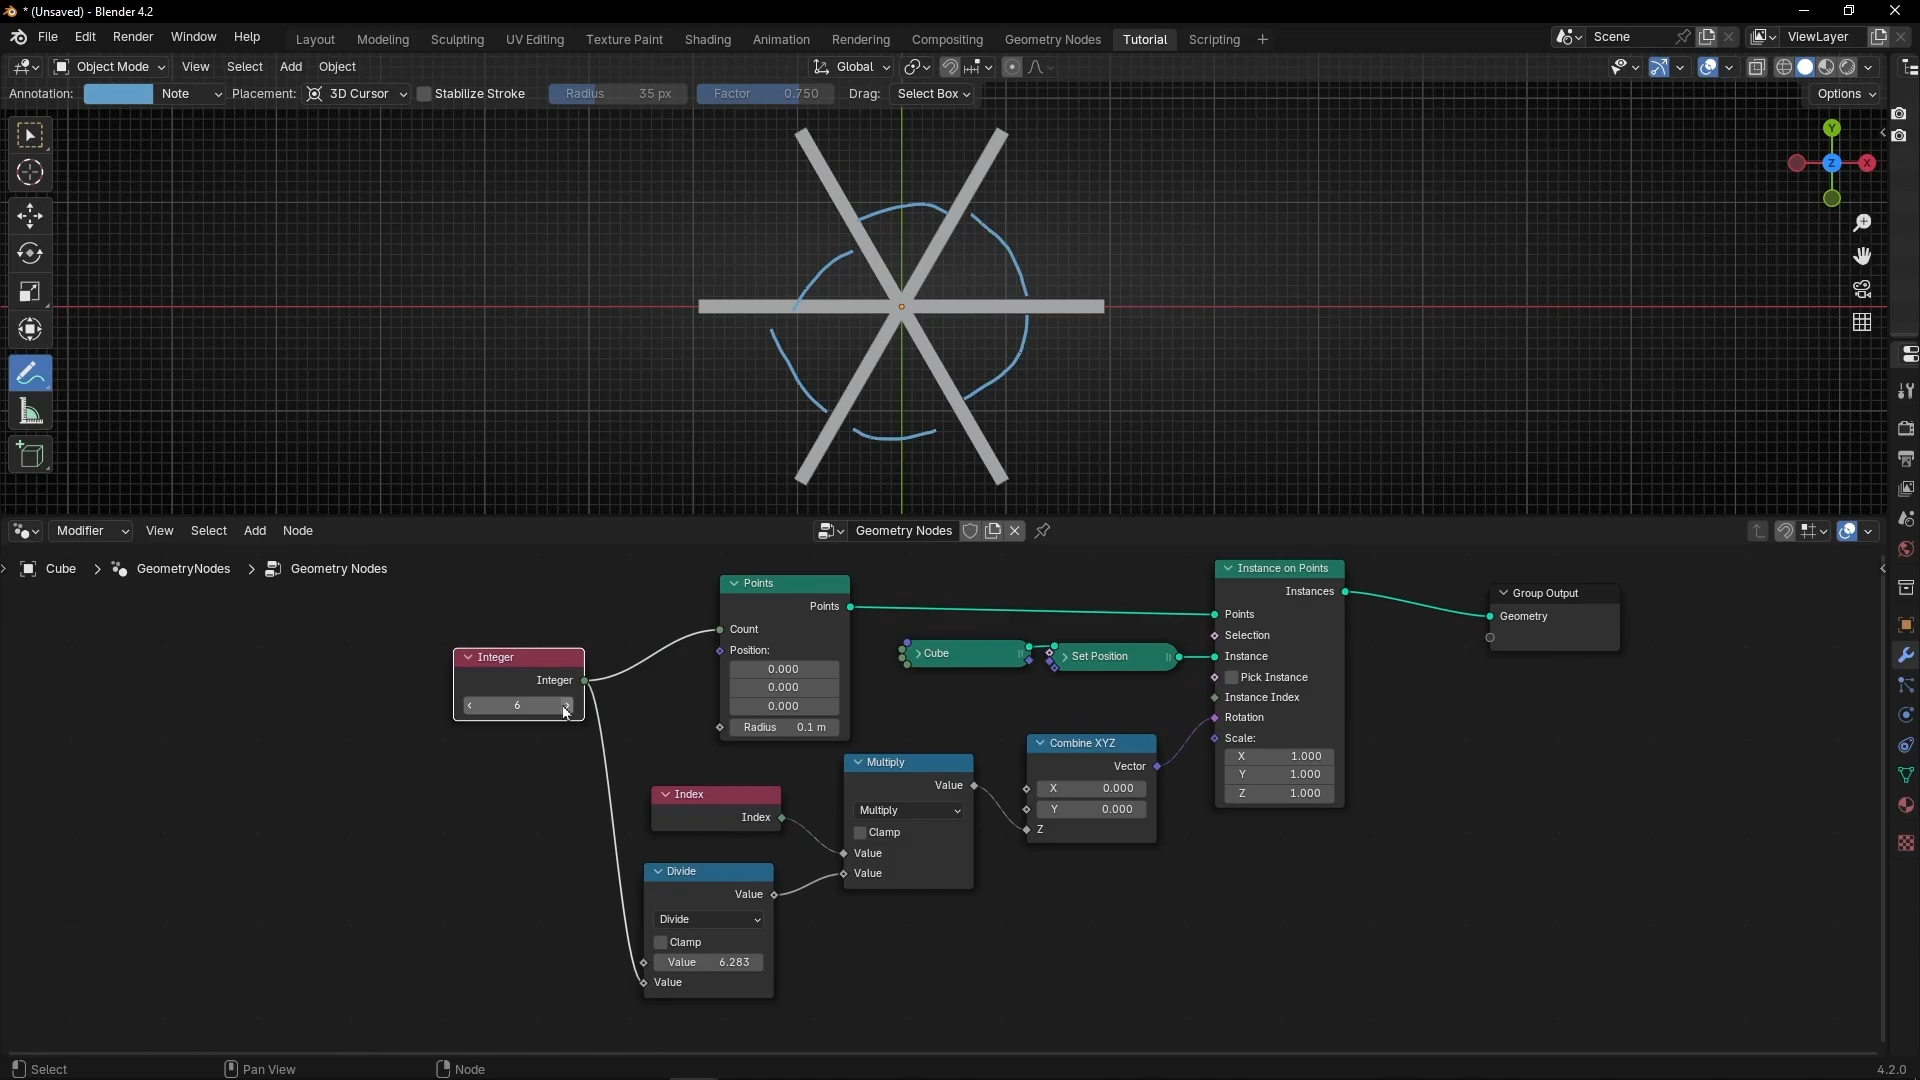 * (Unsaved) - Blender 4.2
File Edit Render Window Help Layout Modeling Sculpting UV Editing Texture Paint Shading Animation Rendering Compositing Geometry Nodes Tutorial Scripting + Scene ViewLayer
Object Mode View Select Add Object Global
Annotation: Note Placement: 3D Cursor Stabilize Stroke Radius 35 px Factor 0.750 Drag: Select Box Options
Y
Z X
Modifier View Select Add Node Geometry Nodes
Cube > GeometryNodes > Geometry Nodes
Integer
Integer
6
Points
Points
Count
Position:
0.000
0.000
0.000
Radius 0.1 m
Cube
Set Position
Instance on Points
Instances
Points
Selection
Instance
Pick Instance
Instance Index
Rotation
Scale:
X 1.000
Y 1.000
Z 1.000
Group Output
Geometry
Index
Index
Multiply
Value
Multiply
Clamp
Value
Value
Combine XYZ
Vector
X 0.000
Y 0.000
Z
Divide
Value
Divide
Clamp
Value 6.283
Value
Select Pan View Node 4.2.0